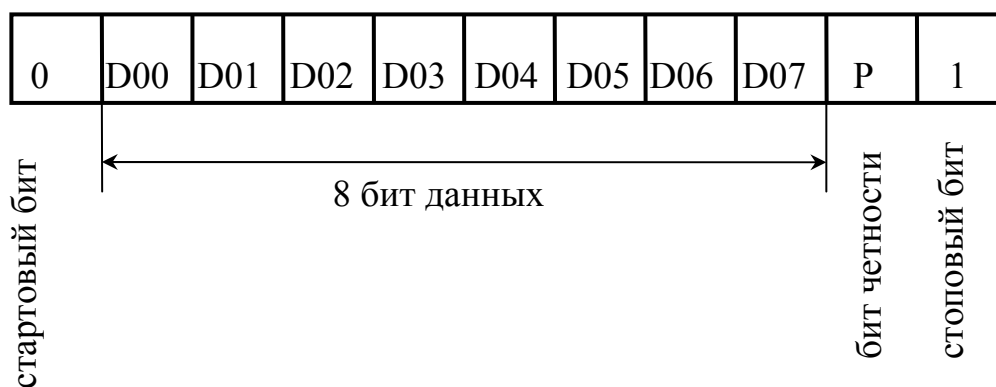 0 D00 D01 D02 D03 D04 D05 D06 D07 P 1
8 бит данных
стартовый бит
бит четности
стоповый бит